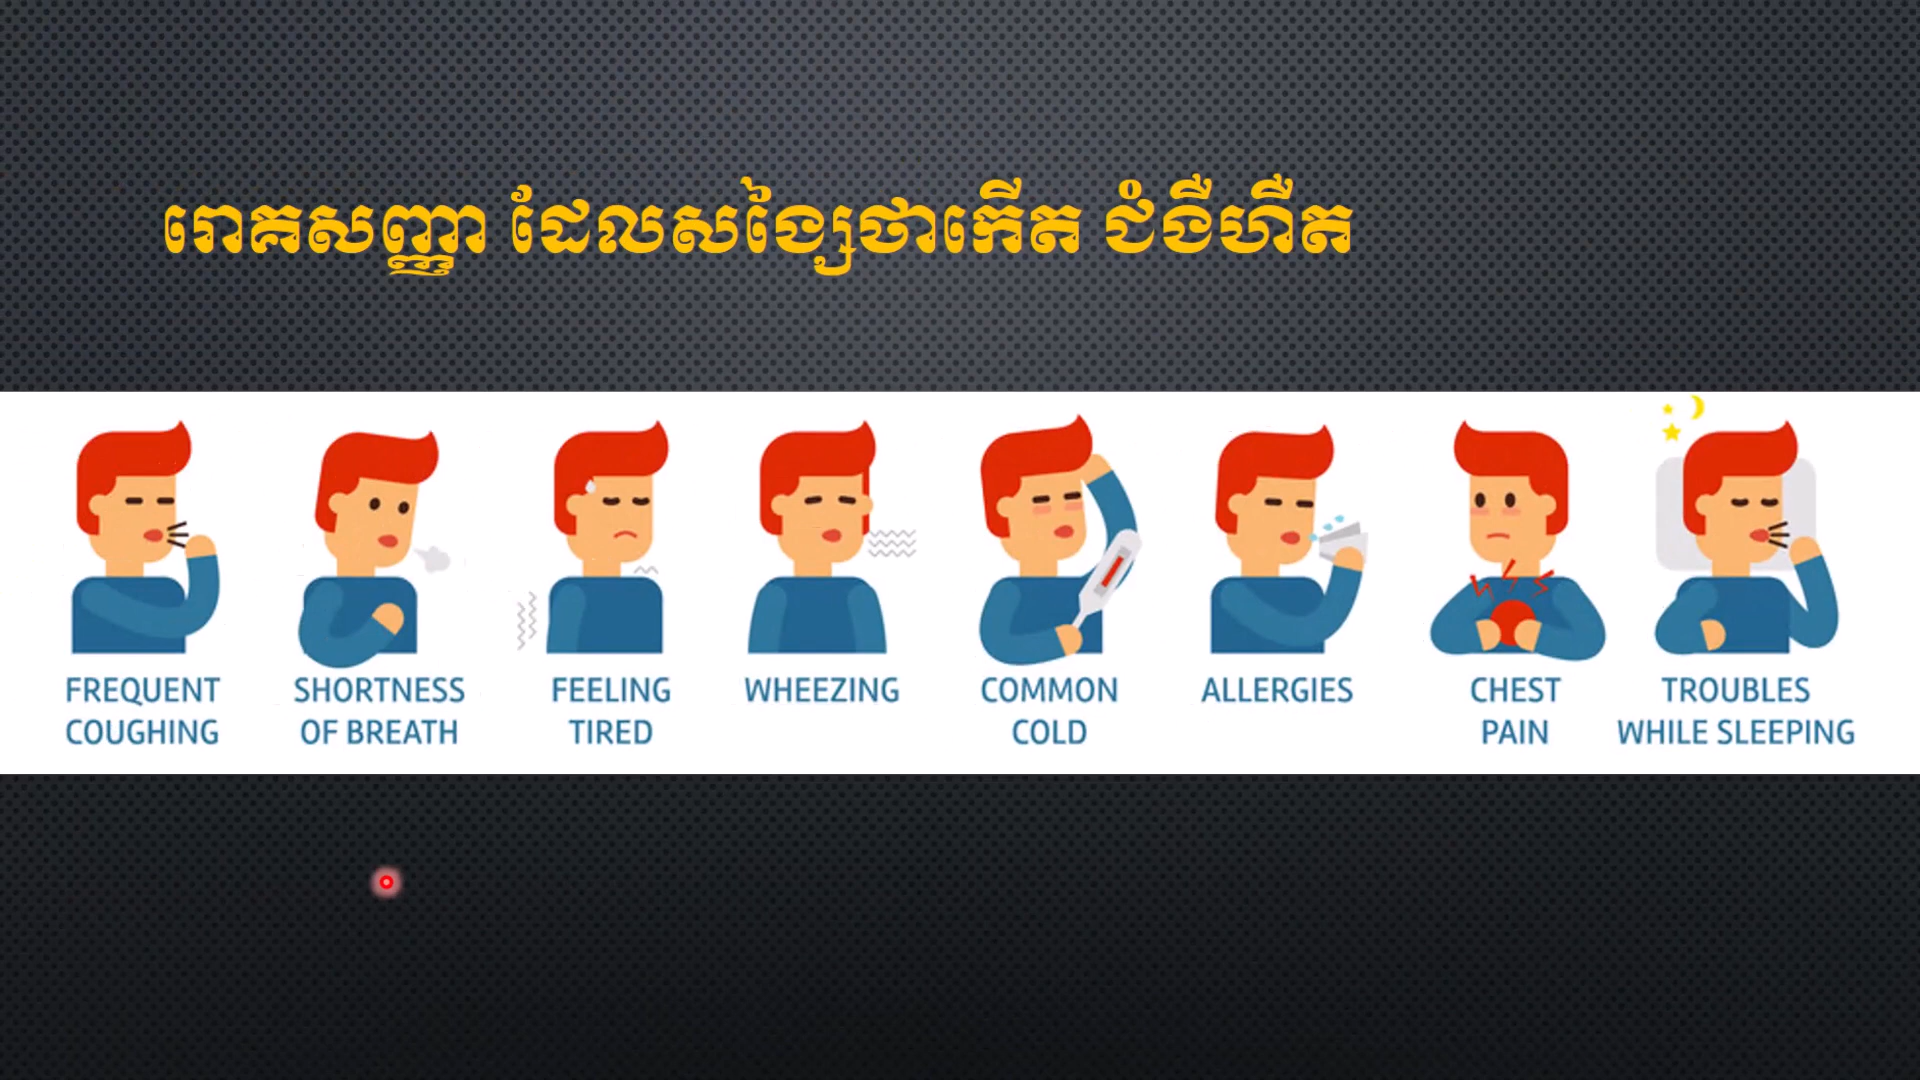 រោគសញ្ញា ដែលសង្ស័យថាកើត ជំងឺហឺត
FREQUENT COUGHING
SHORTNESS OF BREATH
FEELING TIRED
WHEEZING
COMMON COLD
ALLERGIES
CHEST PAIN
TROUBLES WHILE SLEEPING